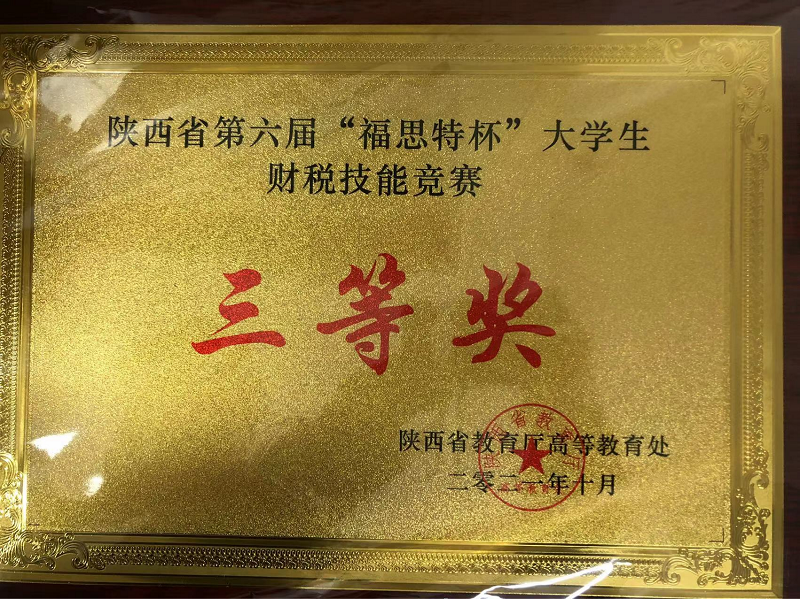 陕西省第六届“福思特杯”大学生
财税技能竞赛
三等奖
陕西省教育厅高等教育处
二零二一年十月